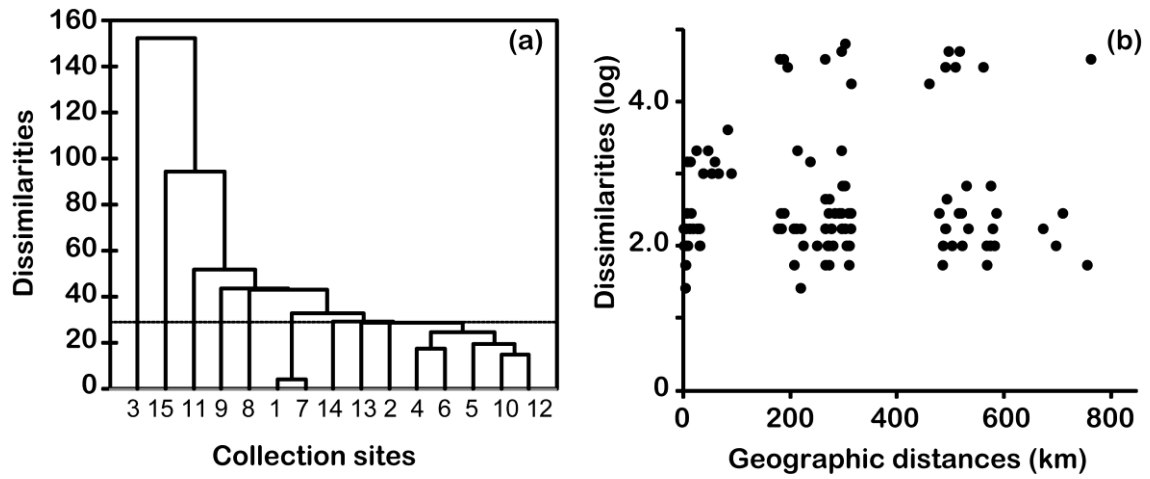 (a)
Dissimilarities
160
140
120
100
80
60
40
20
0
3 15 11 9 8 1 7 14 13 2 4 6 5 10 12
Collection sites
(b)
Dissimilarities (log)
4.0
2.0
0
0 200 400 600 800
Geographic distances (km)